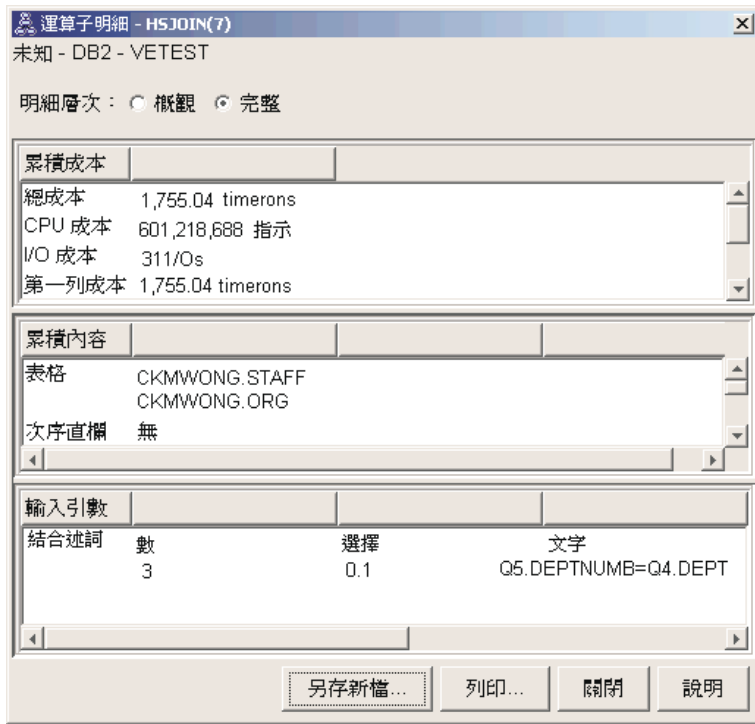 運算子明細 - HSJOIN(7)
未知 - DB2 - VETEST
明細層次： 概觀 完整
累積成本
總成本 1,755.04 timerons
CPU 成本 601,218,688 指示
I/O 成本 311/Os
第一列成本 1,755.04 timerons
累積內容
表格 CKMWONG.STAFF
CKMWONG.ORG
次序直欄 無
輸入引數
結合述詞 數 選擇 文字
3 0.1 Q5.DEPTNUMB=Q4.DEPT
另存新檔... 列印... 關閉 說明